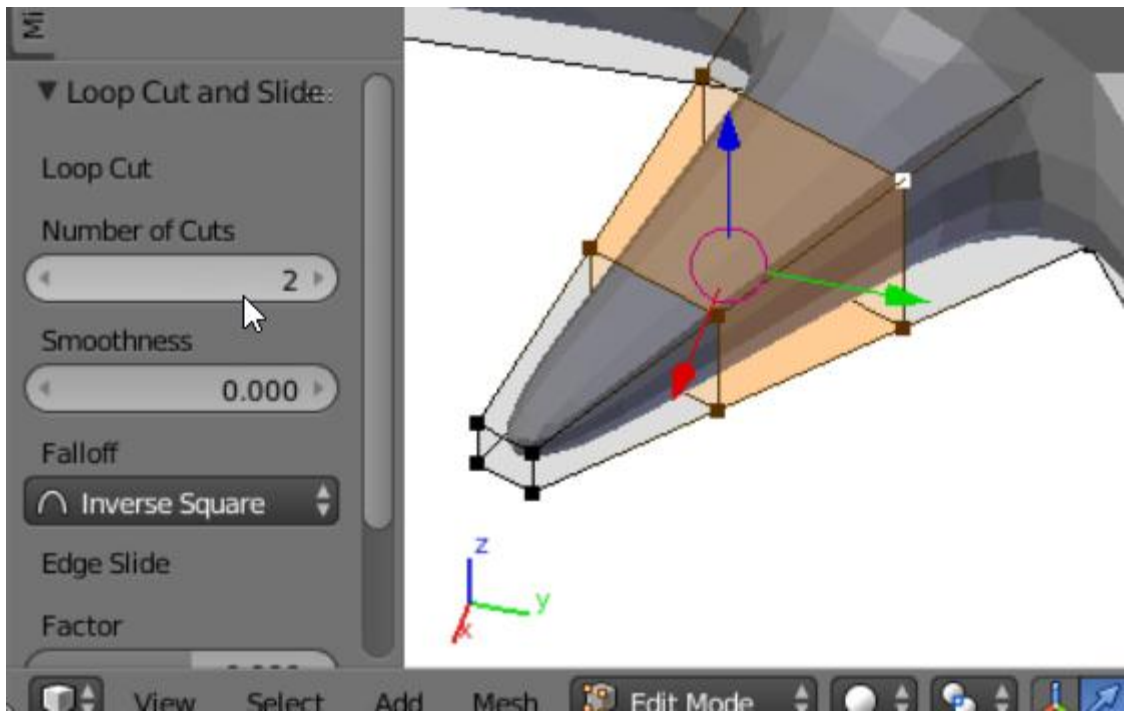 Mi
Loop Cut and Slide
Loop Cut
Number of Cuts
2
Smoothness
0.000
Falloff
Inverse Square
Edge Slide
Factor
z
y
x
View Select Add Mesh Edit Mode